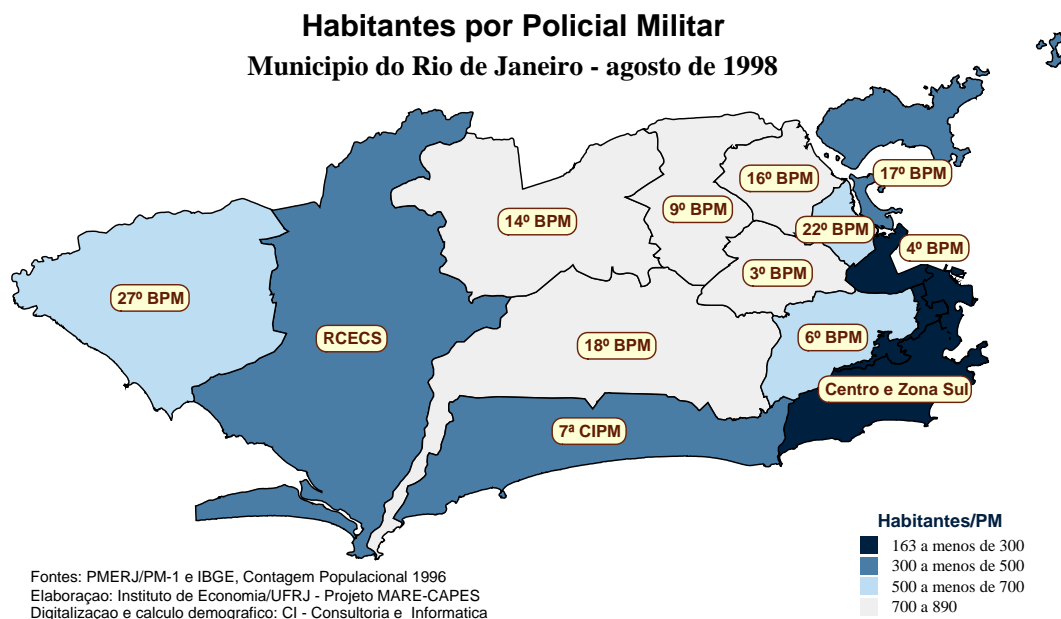 Habitantes por Policial Militar
Municipio do Rio de Janeiro - agosto de 1998
17º BPM
16º BPM
9º BPM
14º BPM
22º BPM
4º BPM
3º BPM
27º BPM
RCECS
18º BPM
6º BPM
Centro e Zona Sul
7ª CIPM
Habitantes/PM
163 a menos de 300
300 a menos de 500
500 a menos de 700
700 a 890
Fontes: PMERJ/PM-1 e IBGE, Contagem Populacional 1996
Elaboraçao: Instituto de Economia/UFRJ - Projeto MARE-CAPES
Digitalizaçao e calculo demografico: CI - Consultoria e Informatica